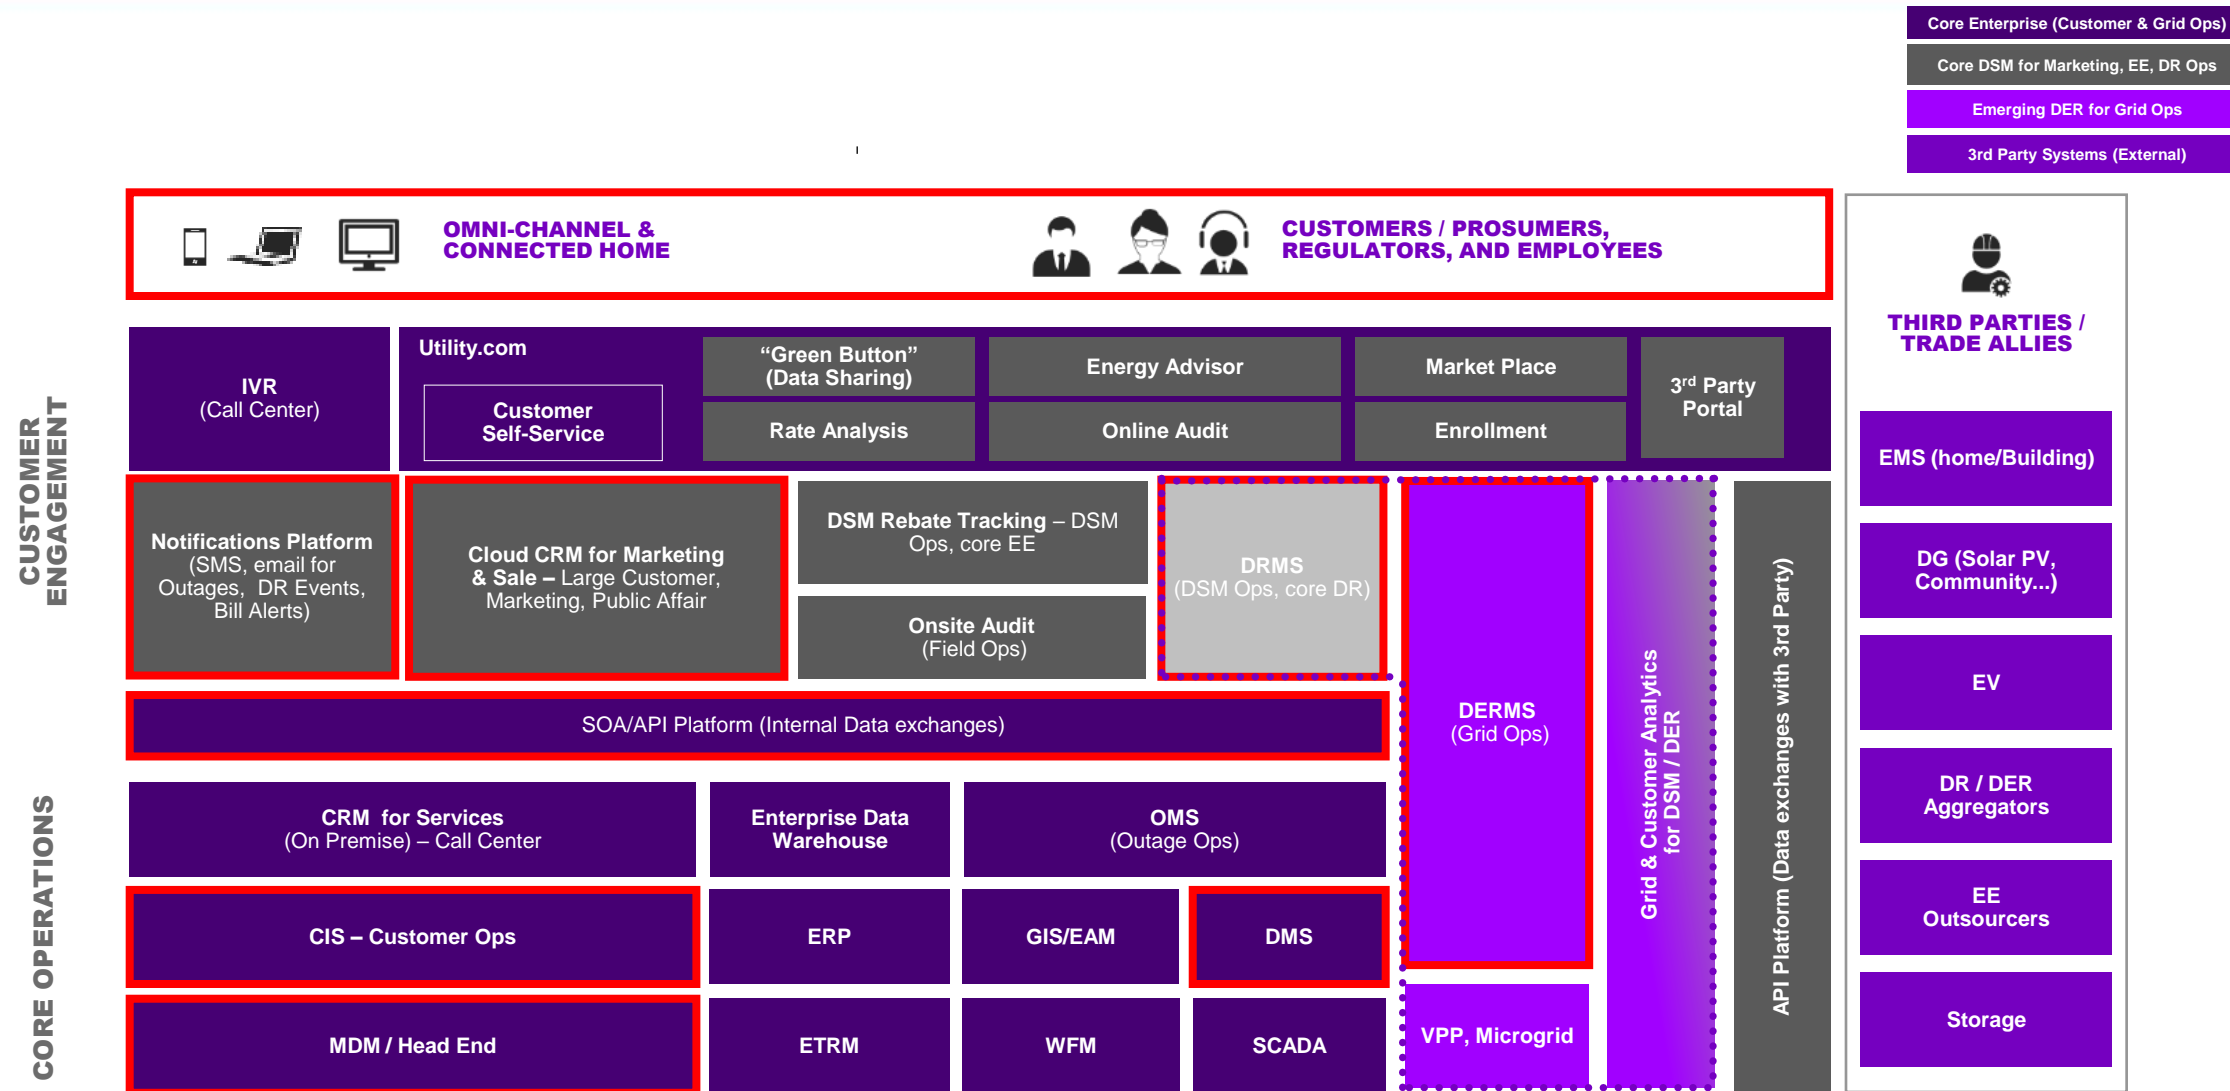 Core Enterprise (Customer & Grid Ops)
Core DSM for Marketing, EE, DR Ops
Emerging DER for Grid Ops
3rd Party Systems (External)
OMNI-CHANNEL &
CONNECTED HOME
CUSTOMERS / PROSUMERS,
REGULATORS, AND EMPLOYEES
THIRD PARTIES /
TRADE ALLIES
CUSTOMER
ENGAGEMENT
IVR
(Call Center)
Utility.com
Customer
Self-Service
“Green Button”
(Data Sharing)
Energy Advisor
Market Place
3rd Party
Portal
Rate Analysis
Online Audit
Enrollment
Notifications Platform
(SMS, email for
Outages, DR Events,
Bill Alerts)
Cloud CRM for Marketing
& Sale – Large Customer,
Marketing, Public Affair
DSM Rebate Tracking – DSM
Ops, core EE
Onsite Audit
(Field Ops)
DRMS
(DSM Ops, core DR)
DERMS
(Grid Ops)
Grid & Customer Analytics
for DSM / DER
API Platform (Data exchanges with 3rd Party)
SOA/API Platform (Internal Data exchanges)
CORE OPERATIONS
CRM for Services
(On Premise) – Call Center
Enterprise Data
Warehouse
OMS
(Outage Ops)
CIS – Customer Ops
ERP
GIS/EAM
DMS
MDM / Head End
ETRM
WFM
SCADA
VPP, Microgrid
EMS (home/Building)
DG (Solar PV,
Community...)
EV
DR / DER
Aggregators
EE
Outsourcers
Storage